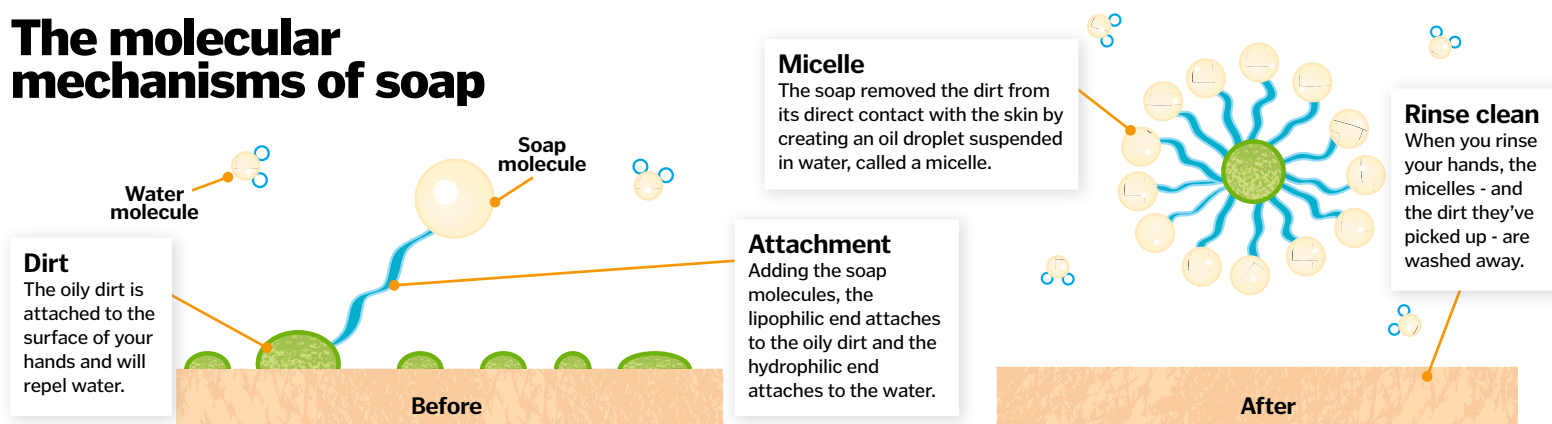 The molecular
mechanisms of soap
Water
molecule
Soap
molecule
Dirt
The oily dirt is
attached to the
surface of your
hands and will
repel water.
Before
Attachment
Adding the soap
molecules, the
lipophilic end attaches
to the oily dirt and the
hydrophilic end
attaches to the water.
Micelle
The soap removed the dirt from
its direct contact with the skin by
creating an oil droplet suspended
in water, called a micelle.
Rinse clean
When you rinse
your hands, the
micelles - and
the dirt they've
picked up - are
washed away.
After